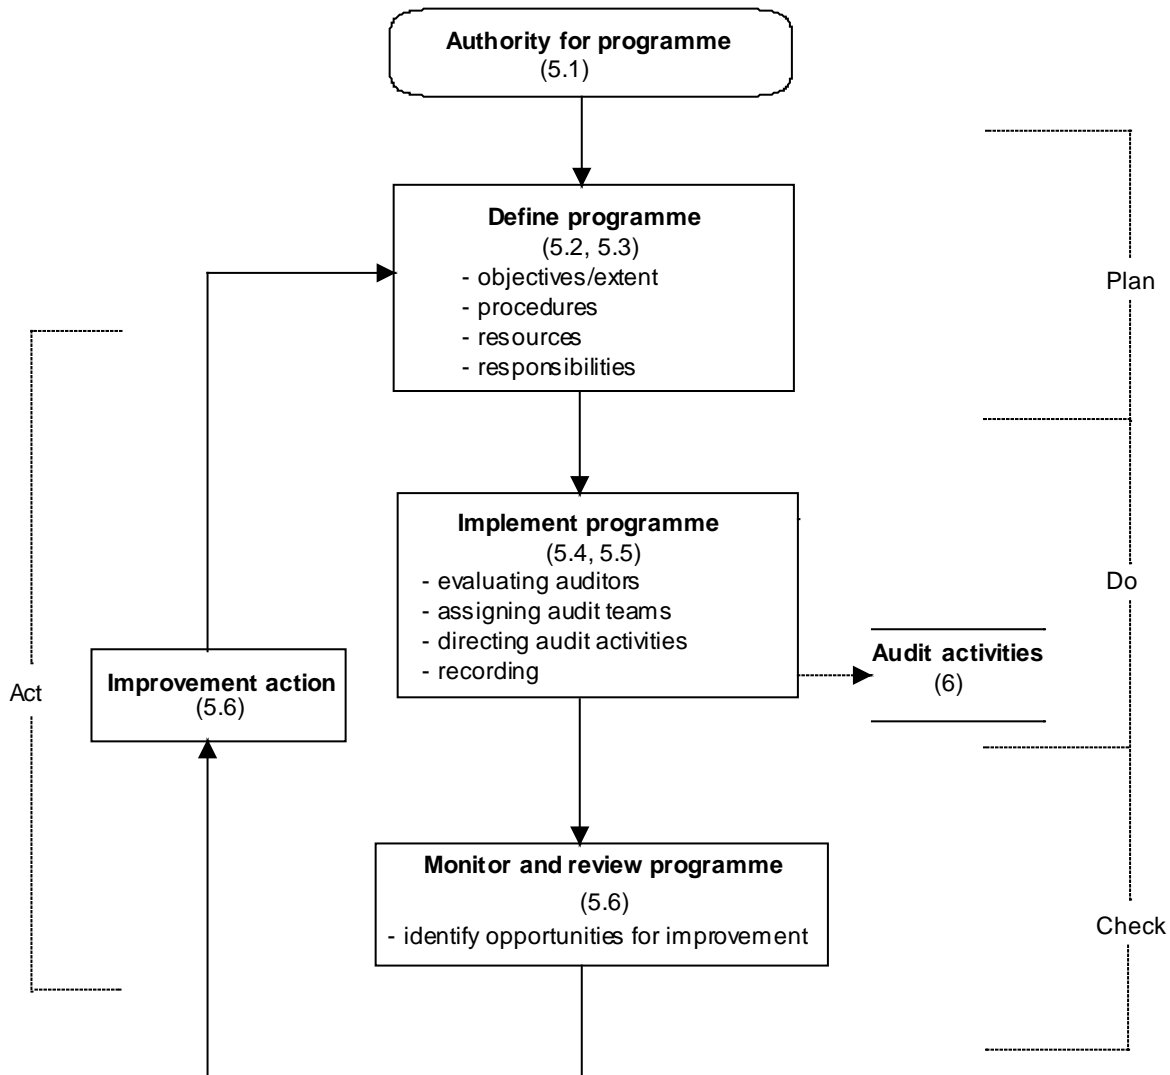 Authority for programme
(5.1)
Define programme
(5.2, 5.3)
- objectives/extent
- procedures
- resources
- responsibilities
Plan
Implement programme
(5.4, 5.5)
- evaluating auditors
- assigning audit teams
- directing audit activities
- recording
Do
Audit activities
(6)
Improvement action
(5.6)
Act
Monitor and review programme
(5.6)
- identify opportunities for improvement
Check